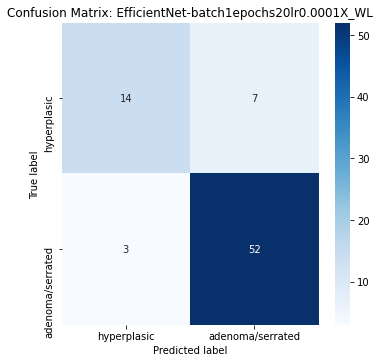 Confusion Matrix: EfficientNet-batch1epochs20lr0.0001X_WL
True label
hyperplasic
adenoma/serrated
14
7
3
52
hyperplasic
adenoma/serrated
Predicted label
50
40
30
20
10